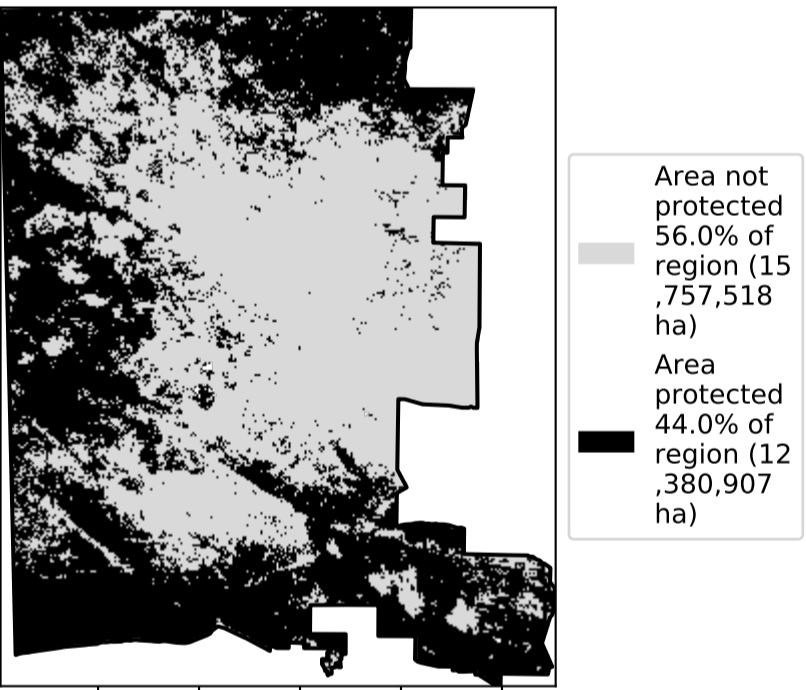 Area not
protected
56.0% of
region (15
,757,518
ha)
Area
protected
44.0% of
region (12
,380,907
ha)